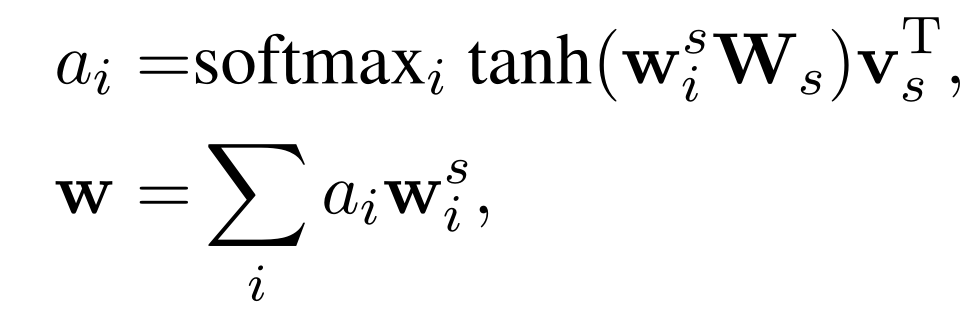 a_i =softmax_i tanh(w_i^s W_s)v_s^T,
w = ∑_i a_i w_i^s,